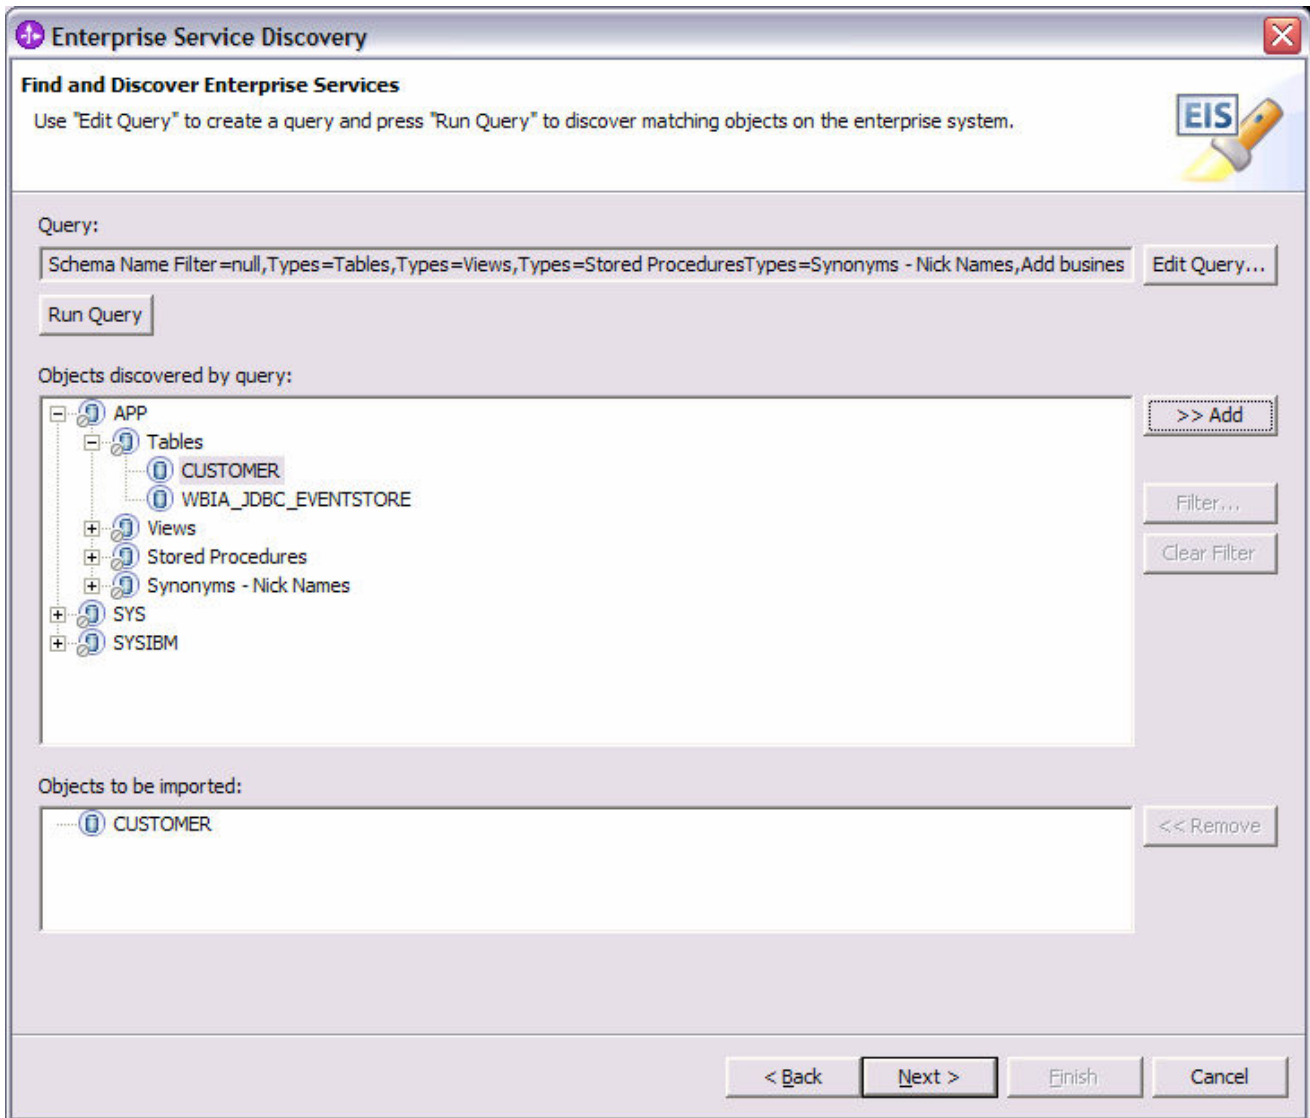 Enterprise Service Discovery
Find and Discover Enterprise Services
Use "Edit Query" to create a query and press "Run Query" to discover matching objects on the enterprise system.
EIS
Query:
Schema Name Filter=null,Types=Tables,Types=Views,Types=Stored ProceduresTypes=Synonyms - Nick Names,Add busines
Edit Query...
Run Query
Objects discovered by query:
APP
>> Add
Tables
CUSTOMER
WBIA_JDBC_EVENTSTORE
Filter...
Views
Stored Procedures
Clear Filter
Synonyms - Nick Names
SYS
SYSIBM
Objects to be imported:
CUSTOMER
<< Remove
< Back
Next >
Finish
Cancel